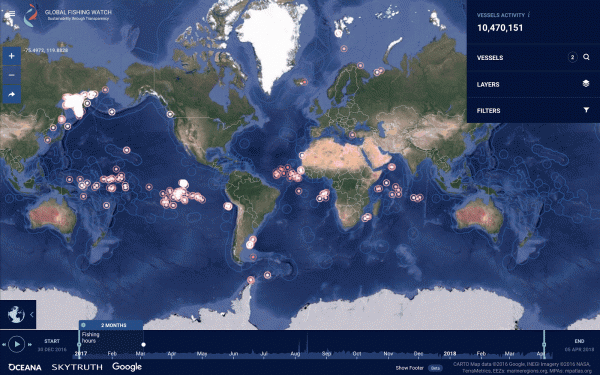 GLOBAL FISHING WATCH
Sustainability through Transparency
-75.4972, 119.8828
VESSELS ACTIVITY
10,470,151
VESSELS
2
LAYERS
FILTERS
2 MONTHS
START
30 DEC 2016
Fishing
hours
2017 Feb Mar Apr May Jun Jul Aug Sep Oct Nov Dec 2018 Feb Mar Apr
END
05 APR 2018
OCEANA SKYTRUTH Google
Show Footer Beta
CARTO Map data ©2016 Google, INEGI Imagery ©2016 NASA,
TerraMetrics, EEZs: marineregions.org, MPAs: mpatlas.org